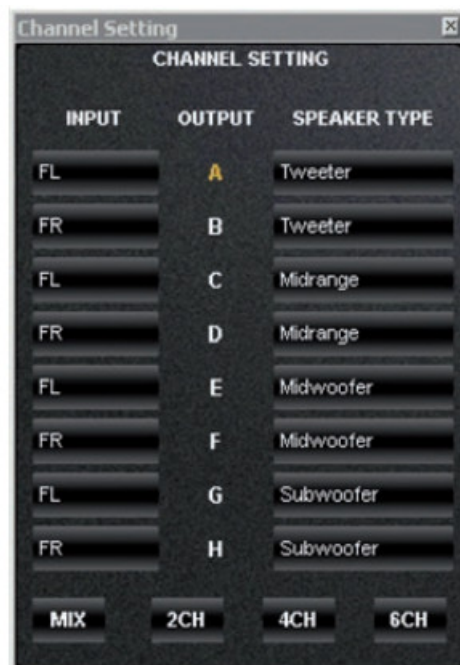 Channel Setting
CHANNEL SETTING
INPUT OUTPUT SPEAKER TYPE
FL A Tweeter
FR B Tweeter
FL C Midrange
FR D Midrange
FL E Midwoofer
FR F Midwoofer
FL G Subwoofer
FR H Subwoofer
MIX 2CH 4CH 6CH